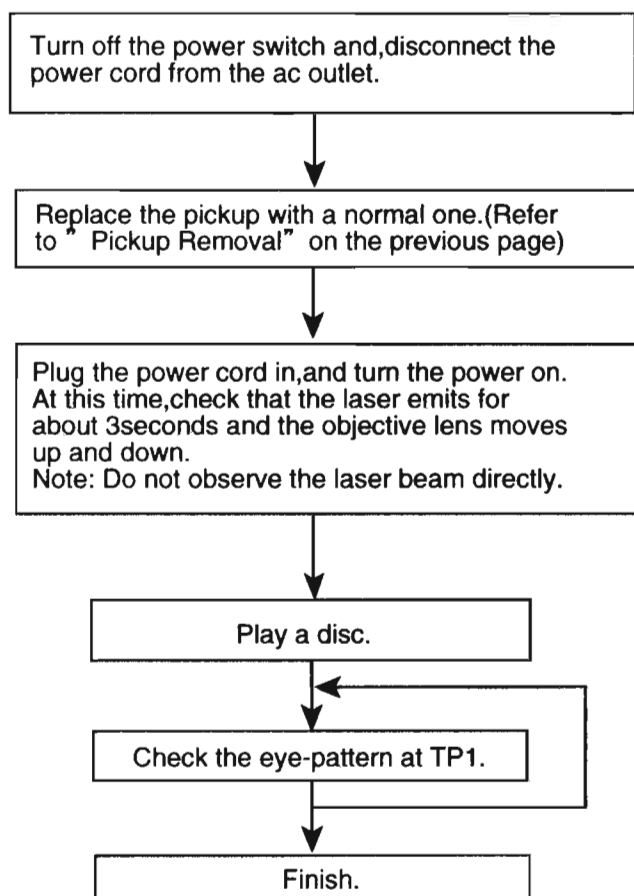 Turn off the power switch and,disconnect the
power cord from the ac outlet.
Replace the pickup with a normal one.(Refer
to " Pickup Removal" on the previous page)
Plug the power cord in,and turn the power on.
At this time,check that the laser emits for
about 3seconds and the objective lens moves
up and down.
Note: Do not observe the laser beam directly.
Play a disc.
Check the eye-pattern at TP1.
Finish.